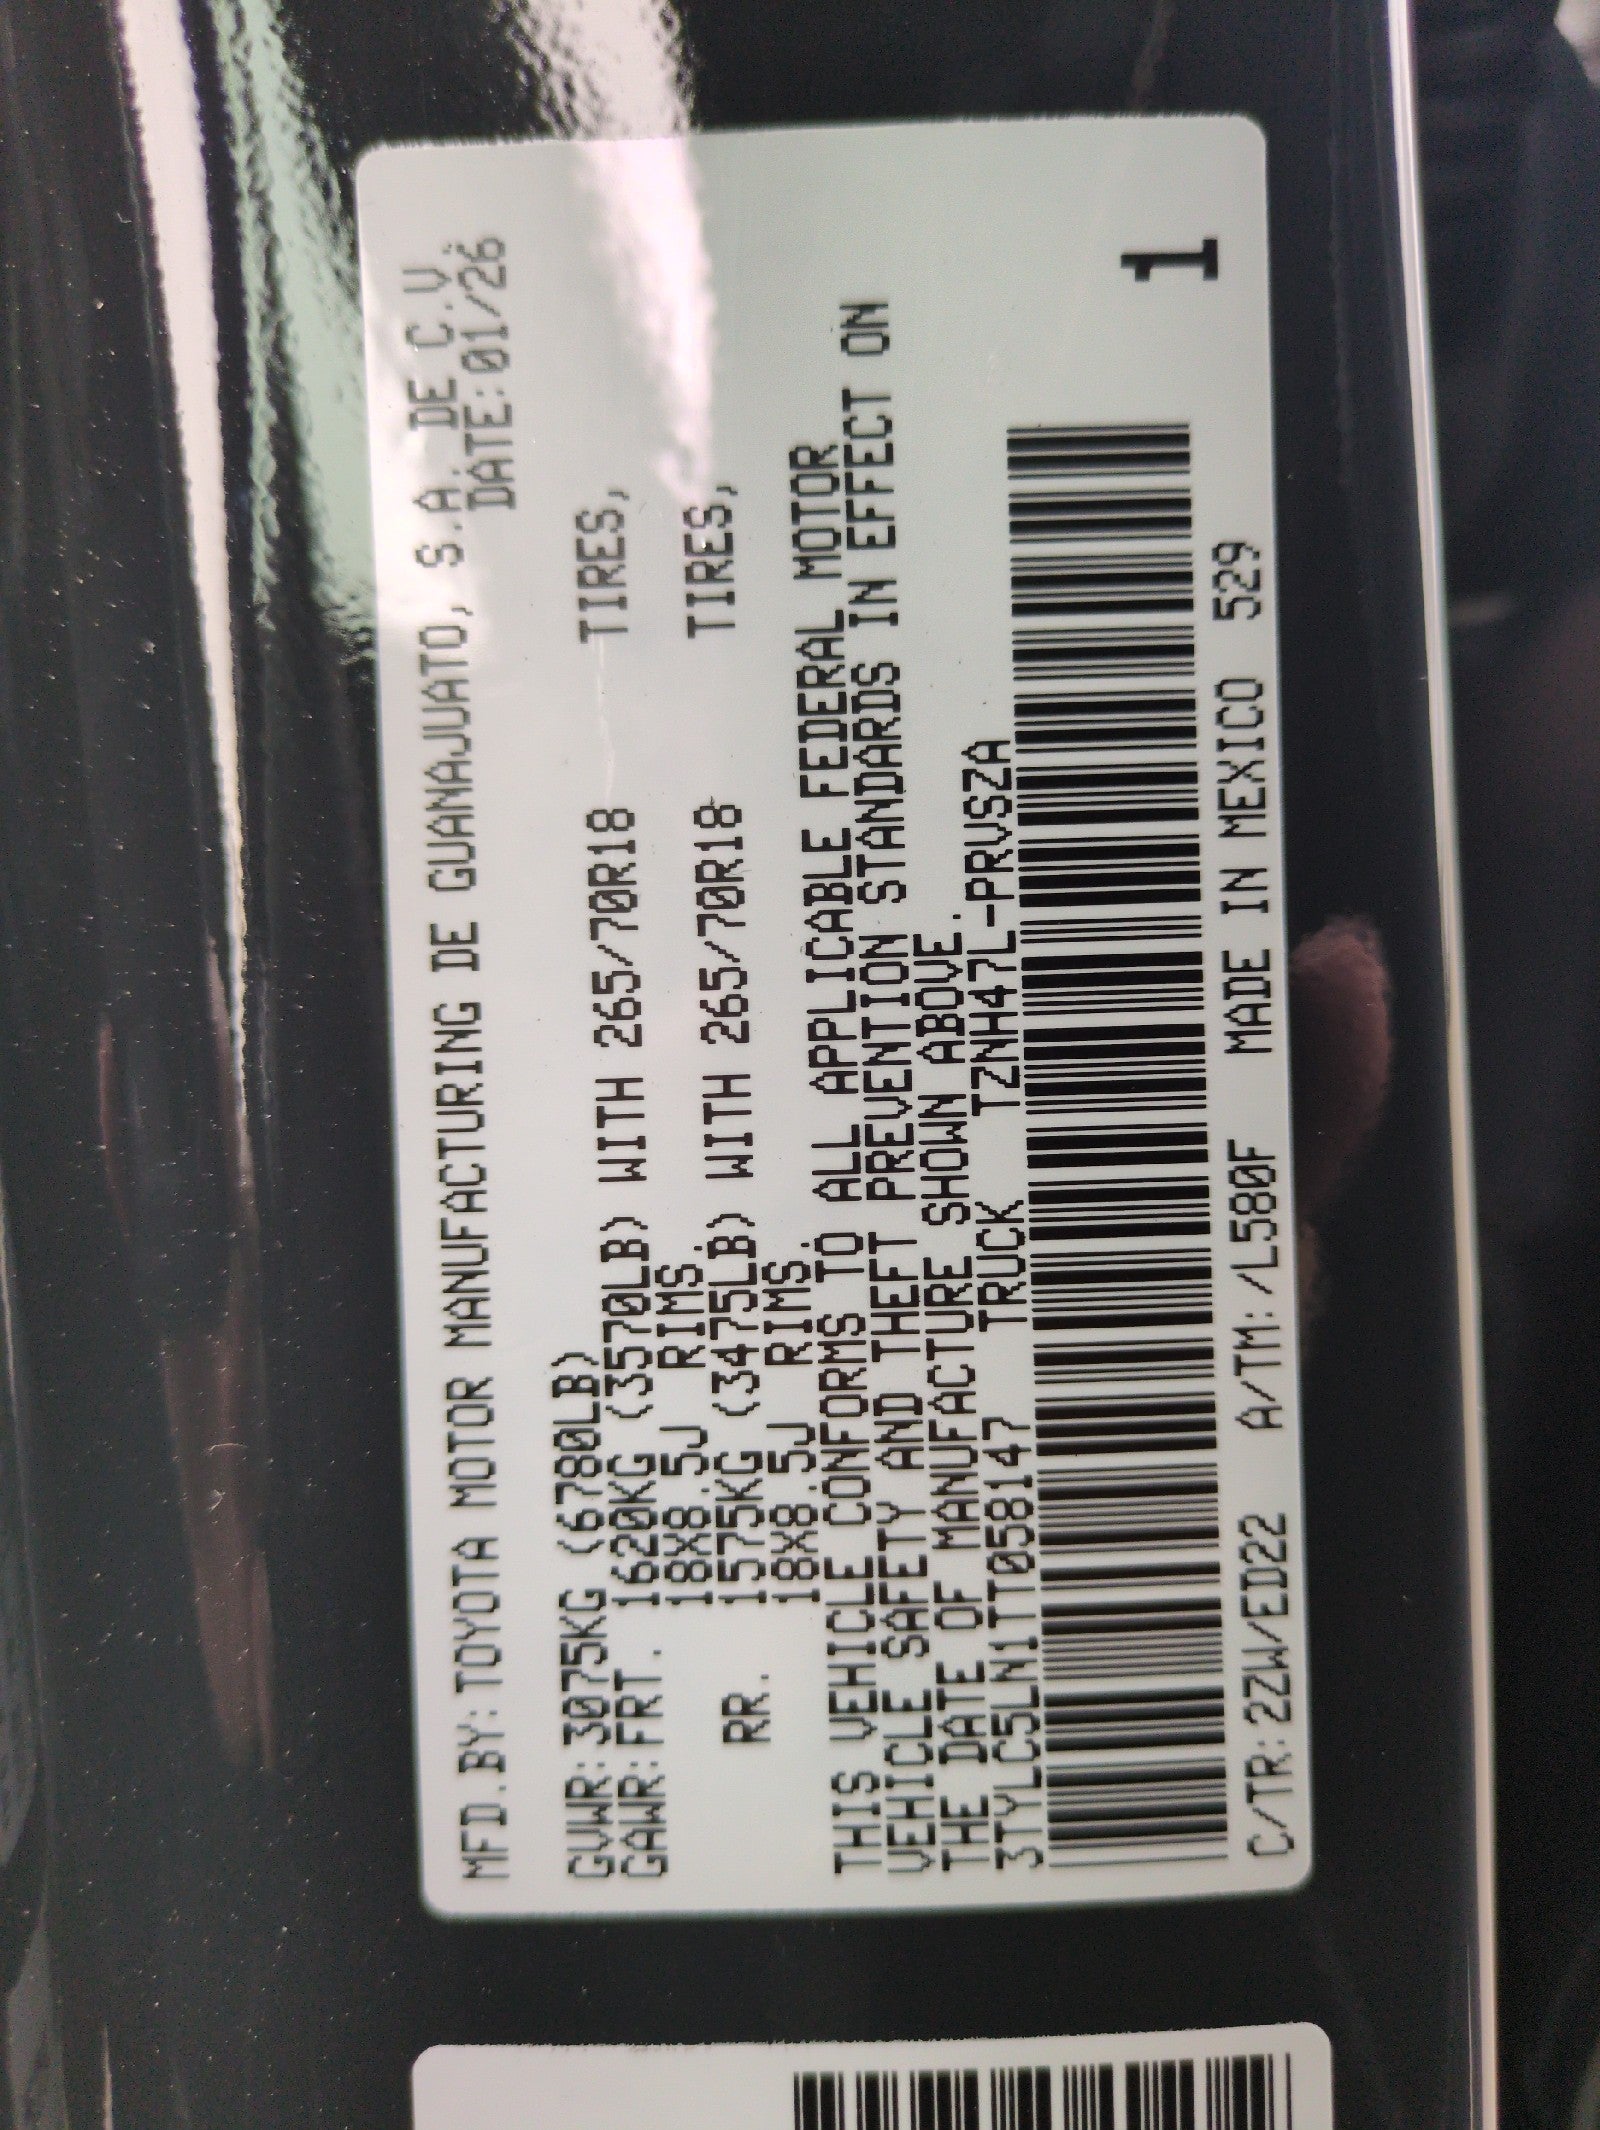 MFD.BY:TOYOTA MOTOR MANUFACTURING DE GUANAJUATO, S.A. DE C.V.
DATE:01/26
GVWR:3075KG (6780LB)
GAWR:FRT. 1620KG (3570LB) WITH 265/70R18 TIRES,
18X8.5J RIMS.
RR. 1575KG (3475LB) WITH 265/70R18 TIRES,
18X8.5J RIMS.
THIS VEHICLE CONFORMS TO ALL APPLICABLE FEDERAL MOTOR
VEHICLE SAFETY AND THEFT PREVENTION STANDARDS IN EFFECT ON
THE DATE OF MANUFACTURE SHOWN ABOVE.
3TYLC5LN1TT058147 TRUCK TZNH47L-PRVSZA
C/TR:2ZW/ED22 A/TM:/L580F MADE IN MEXICO 529
1